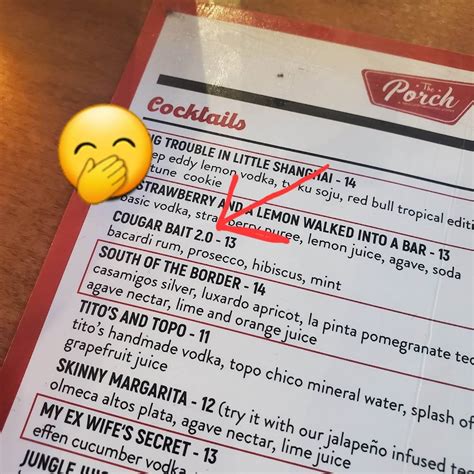 The
Porch
Cocktails
TROUBLE IN LITTLE SHANGHAI - 14
eddy lemon vodka, ty ku soju, red bull tropical edition
cookie
STRAWBERRY AND A LEMON WALKED INTO A BAR - 13
basic vodka, strawberry puree, lemon juice, agave, soda
COUGAR BAIT 2.0 - 13
bacardi rum, prosecco, hibiscus, mint
SOUTH OF THE BORDER - 14
casamigos silver, luxardo apricot, la pinta pomegranate
agave nectar, lime and orange juice
TITO'S AND TOPO - 11
tito's handmade vodka, topo chico mineral water, splash of
grapefruit juice
SKINNY MARGARITA - 12 (try it with our jalapeño infused
olmeca altos plata, agave nectar, lime juice
MY EX WIFE'S SECRET - 13
effen cucumber vodka
JUNGLE